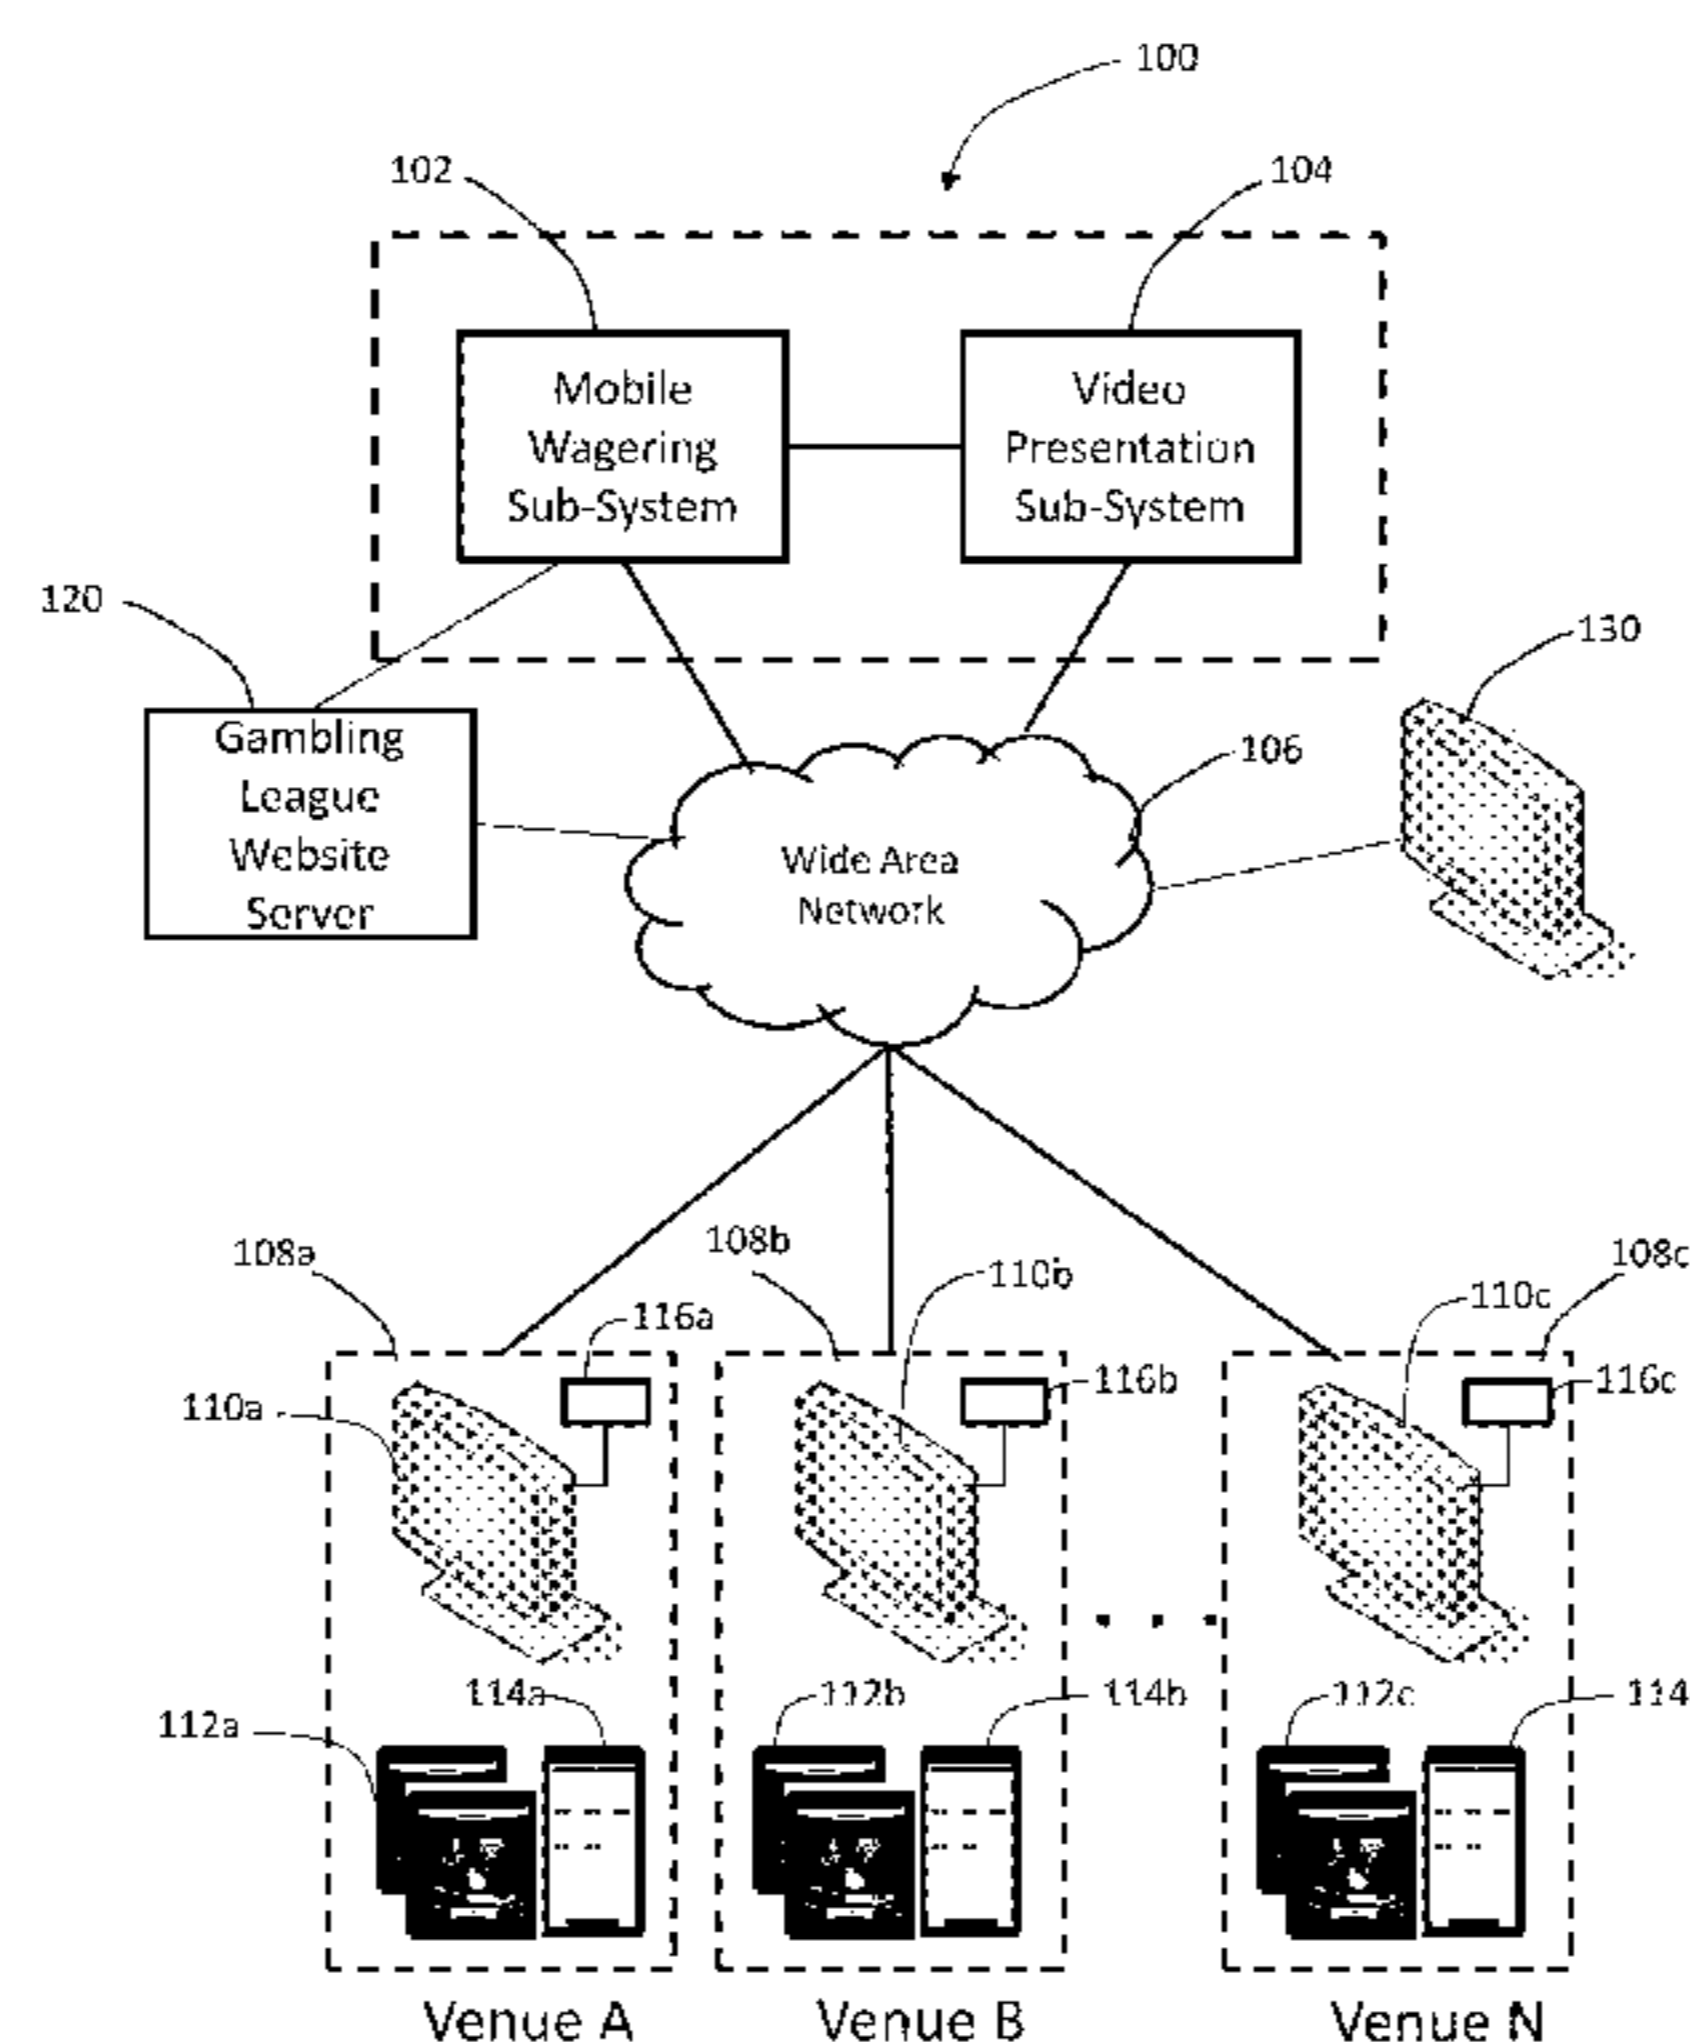 100
102
104
Mobile
Wagering
Sub-System
Video
Presentation
Sub-System
120
130
Gambling
League
Website
Server
106
Wide Area
Network
108a
108b
108c
110b
110c
116a
116b
116c
110a
114a
112b
114b
112c
114
112a
Venue A
Venue B
Venue N